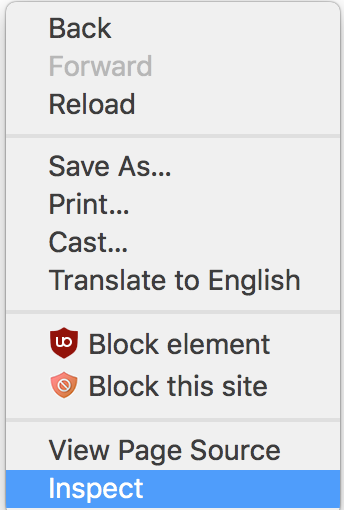 Back
Forward
Reload
Save As...
Print...
Cast...
Translate to English
uo Block element
Block this site
View Page Source
Inspect